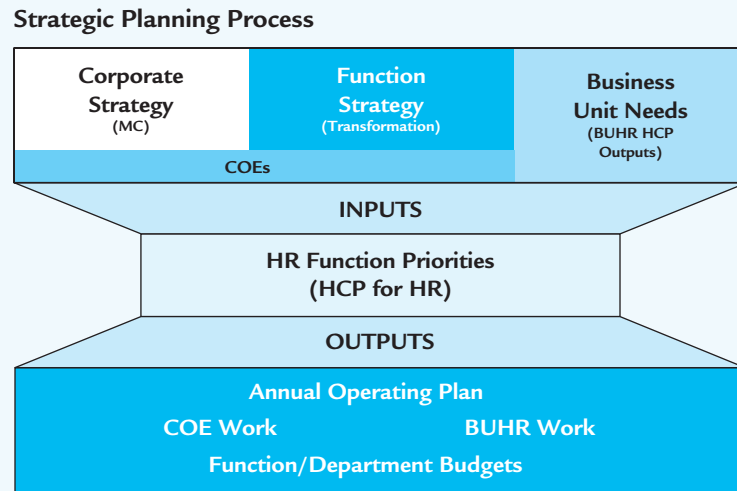 Strategic Planning Process
Corporate
Strategy
(MC)
Function
Strategy
(Transformation)
Business
Unit Needs
(BUHR HCP
Outputs)
COEs
INPUTS
HR Function Priorities
(HCP for HR)
OUTPUTS
Annual Operating Plan
COE Work
BUHR Work
Function/Department Budgets